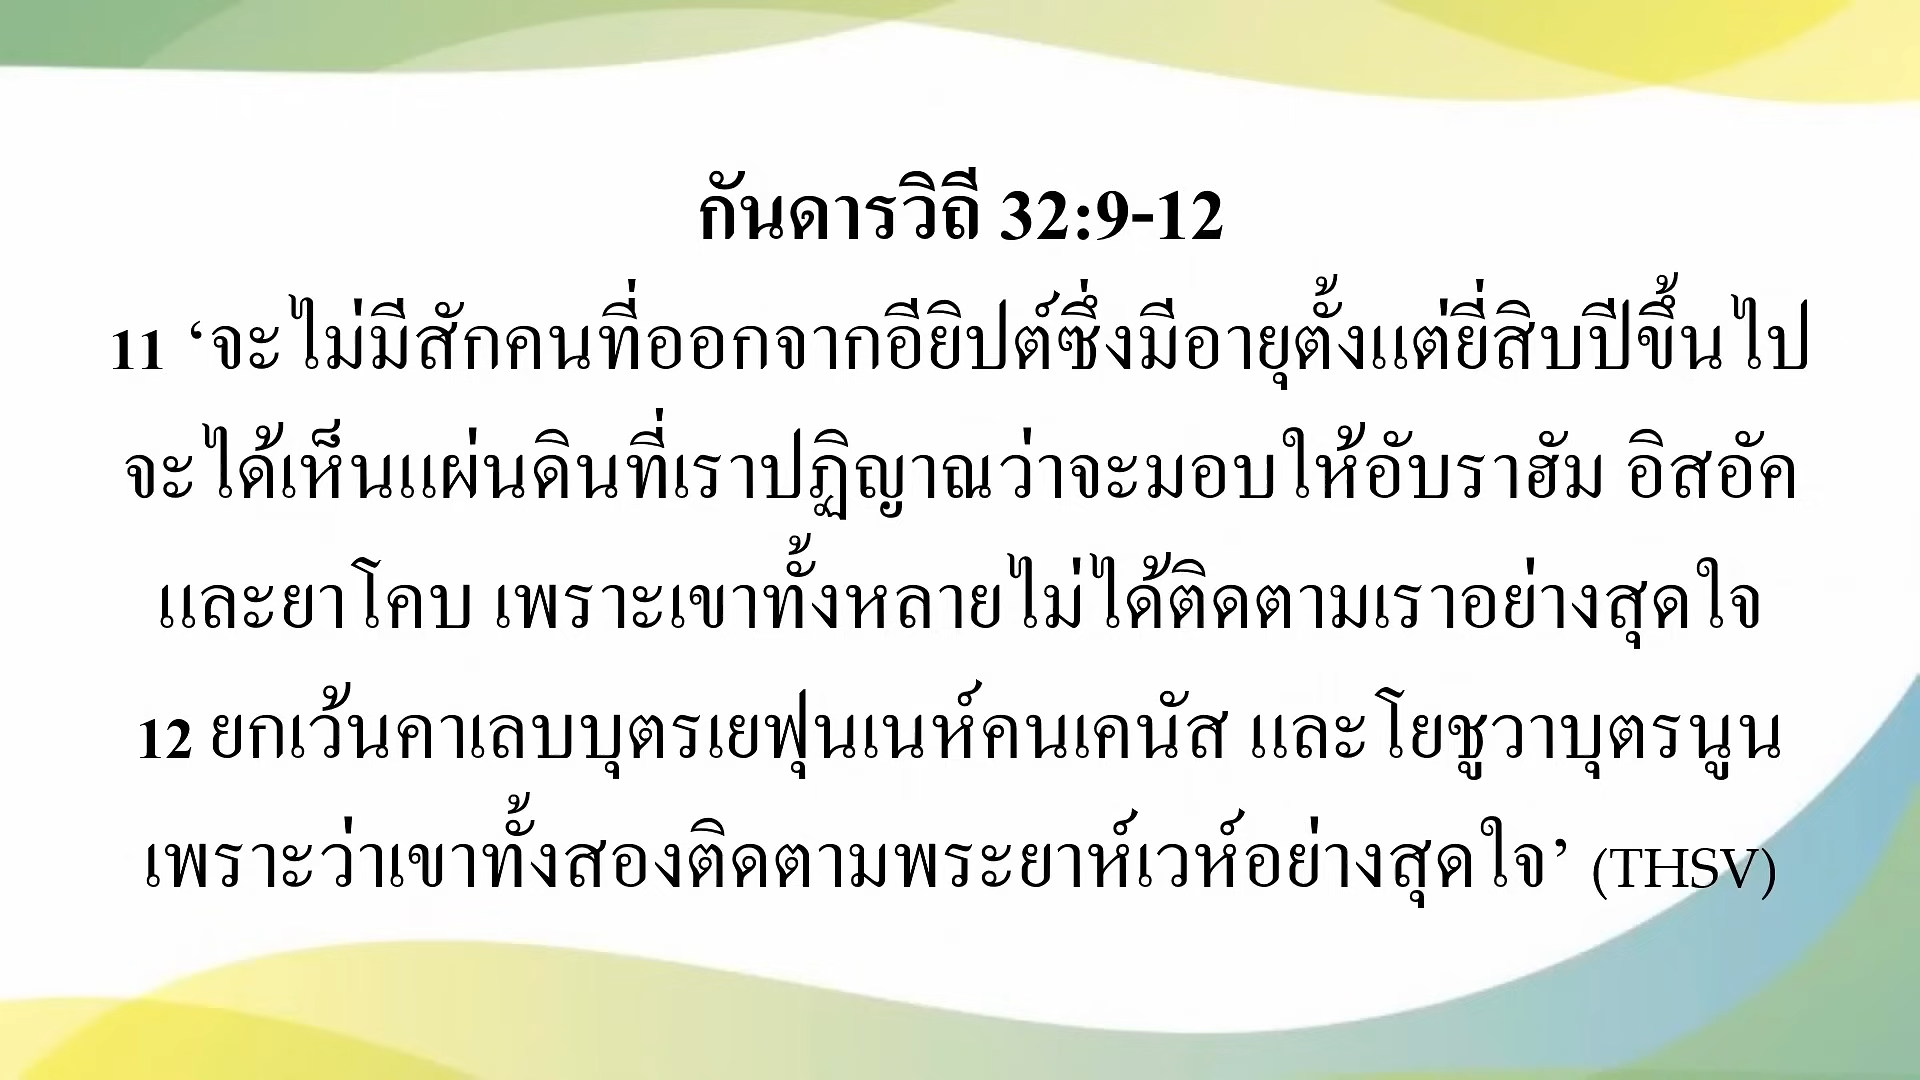 กันดารวิถี 32:9-12
11 ‘จะไม่มีสักคนที่ออกจากอียิปต์ซึ่งมีอายุตั้งแต่ยี่สิบปีขึ้นไป
จะได้เห็นแผ่นดินที่เราปฏิญาณว่าจะมอบให้อับราฮัม อิสอัค
และยาโคบ เพราะเขาทั้งหลายไม่ได้ติดตามเราอย่างสุดใจ
12 ยกเว้นคาเลบบุตรเยฟุนเนห์คนเคนัส และโยชูวาบุตรนูน
เพราะว่าเขาทั้งสองติดตามพระยาห์เวห์อย่างสุดใจ’ (THSV)